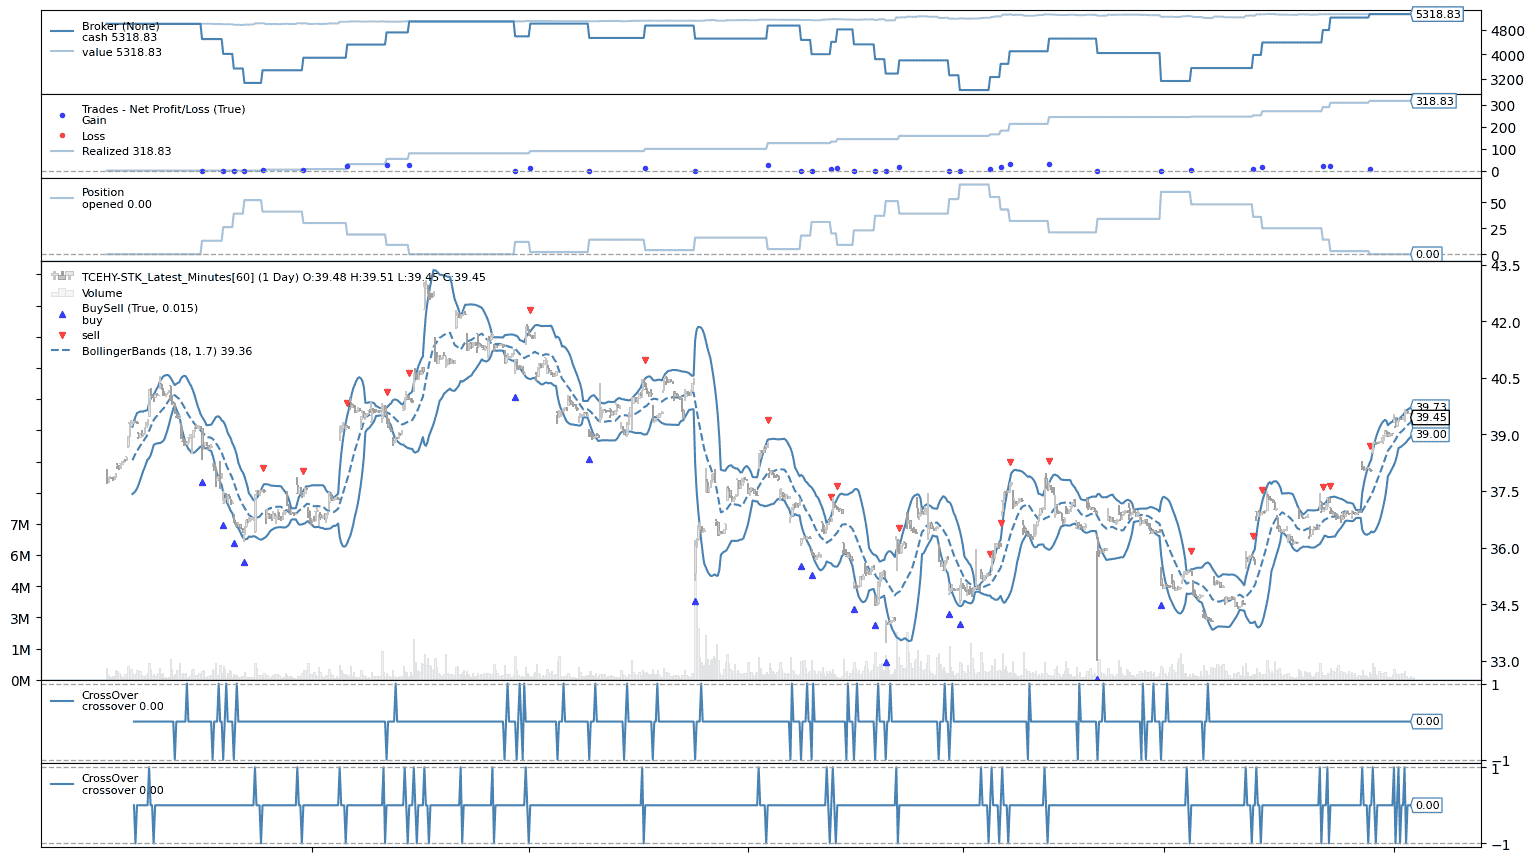 Broker (None)
cash 5318.83
value 5318.83
5318.83
4800
4000
3200
Trades - Net Profit/Loss (True)
Gain
Loss
Realized 318.83
318.83
300
200
100
0
Position
opened 0.00
50
25
0
0.00
TCEHY-STK_Latest_Minutes[60] (1 Day) O:39.48 H:39.51 L:39.45 C:39.45
Volume
BuySell (True, 0.015)
buy
sell
BollingerBands (18, 1.7) 39.36
43.5
42.0
40.5
39.73
39.45
39.00
39.0
37.5
36.0
34.5
33.0
7M
6M
4M
3M
1M
0M
CrossOver
crossover 0.00
1
0.00
−1
CrossOver
crossover 0.00
1
0.00
−1